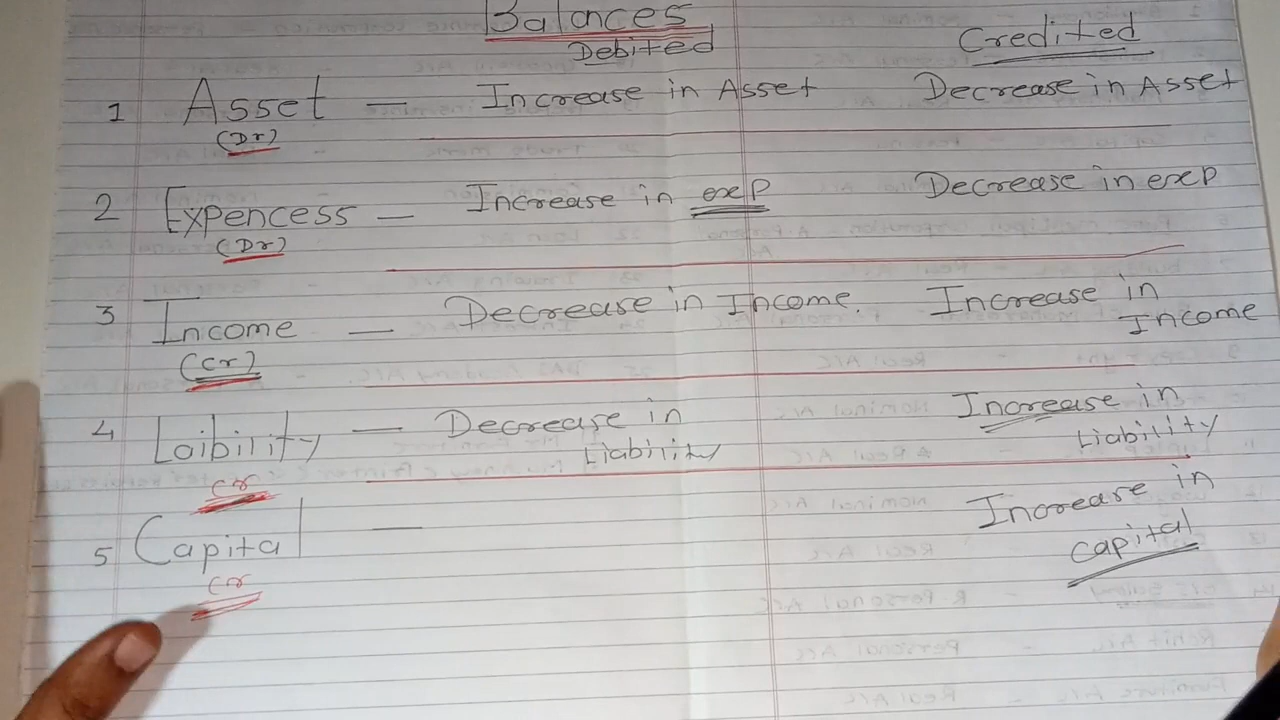 Balances
Debited Credited
1 Asset — Increase in Asset Decrease in Asset
(Dr)
2 Expencess — Increase in exp Decrease in exp
(Dr)
3 Income — Decrease in Income. Increase in
Income
(Cr)
4 Laibility — Decrease in Increase in
Liability Liability
cr
5 Capital — Increase in
capital
cr